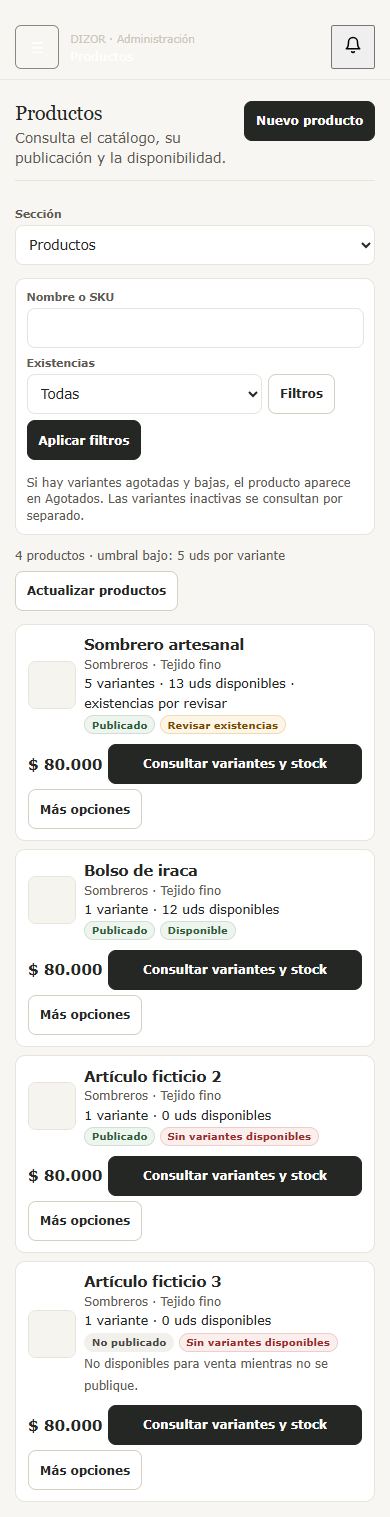 DIZOR · Administración
Productos
Productos
Nuevo producto
Consulta el catálogo, su
publicación y la disponibilidad.
Sección
Productos
Nombre o SKU
Existencias
Todas
Filtros
Aplicar filtros
Si hay variantes agotadas y bajas, el producto aparece
en Agotados. Las variantes inactivas se consultan por
separado.
4 productos · umbral bajo: 5 uds por variante
Actualizar productos
Sombrero artesanal
Sombreros · Tejido fino
5 variantes · 13 uds disponibles ·
existencias por revisar
Publicado
Revisar existencias
$ 80.000
Consultar variantes y stock
Más opciones
Bolso de iraca
Sombreros · Tejido fino
1 variante · 12 uds disponibles
Publicado
Disponible
$ 80.000
Consultar variantes y stock
Más opciones
Artículo ficticio 2
Sombreros · Tejido fino
1 variante · 0 uds disponibles
Publicado
Sin variantes disponibles
$ 80.000
Consultar variantes y stock
Más opciones
Artículo ficticio 3
Sombreros · Tejido fino
1 variante · 0 uds disponibles
No publicado
Sin variantes disponibles
No disponibles para venta mientras no se
publique.
$ 80.000
Consultar variantes y stock
Más opciones